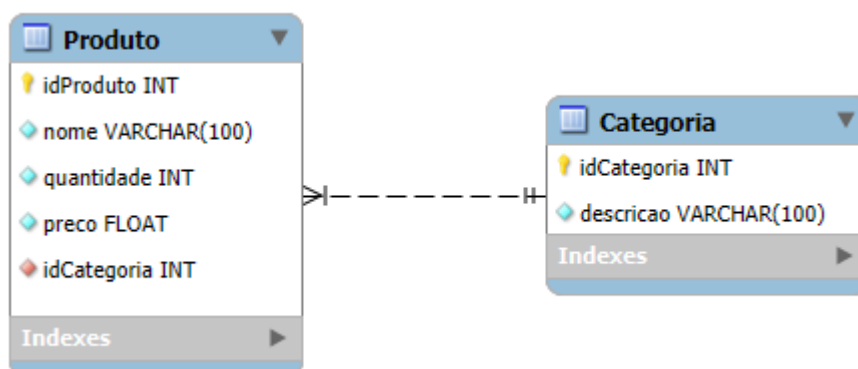 Produto
idProduto INT
nome VARCHAR(100)
quantidade INT
preco FLOAT
idCategoria INT
Indexes
Categoria
idCategoria INT
descricao VARCHAR(100)
Indexes